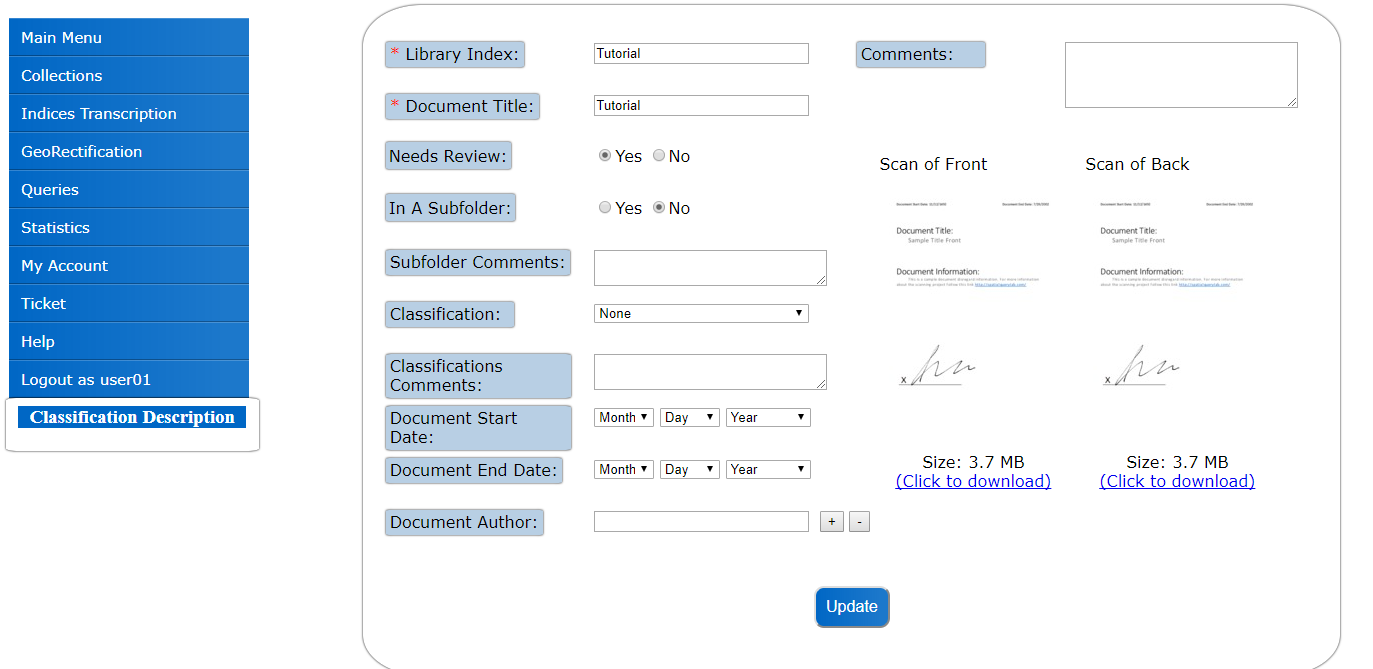 Main Menu
Collections
Indices Transcription
GeoRectification
Queries
Statistics
My Account
Ticket
Help
Logout as user01
Classification Description
* Library Index:
Tutorial
* Document Title:
Tutorial
Needs Review:
Yes No
In A Subfolder:
Yes No
Subfolder Comments:
Classification:
None
Classifications
Comments:
Document Start
Date:
Month Day Year
Document End Date:
Month Day Year
Document Author:
+ -
Comments:
Scan of Front
Document Title:
Sample Title Front
Document Information:
X
Size: 3.7 MB
(Click to download)
Scan of Back
Document Title:
Sample Title Front
Document Information:
X
Size: 3.7 MB
(Click to download)
Update